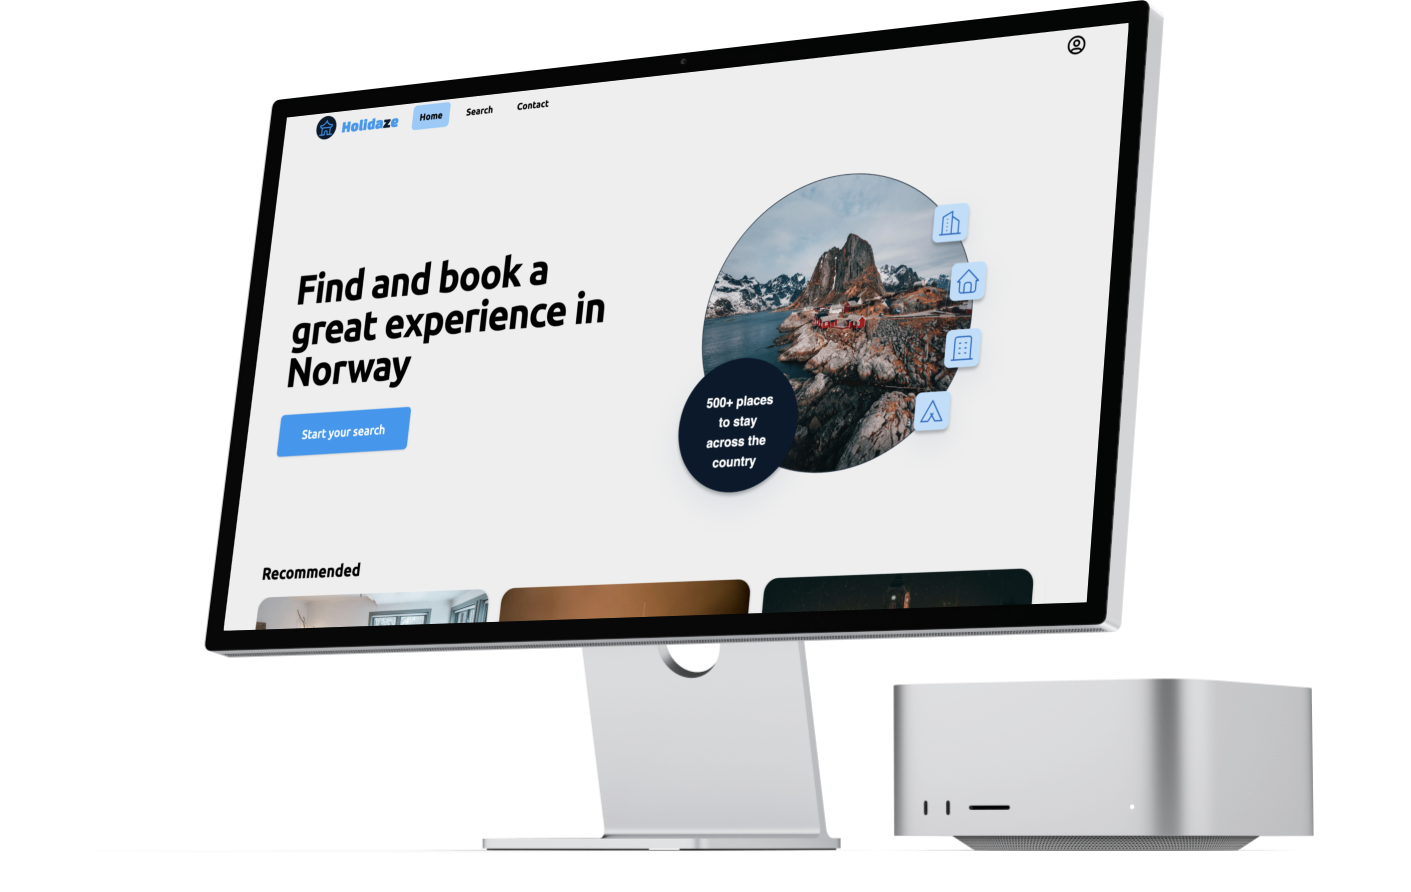 Holidaze
Home
Search
Contact
Find and book a
great experience in
Norway
Start your search
500+ places
to stay
across the
country
Recommended